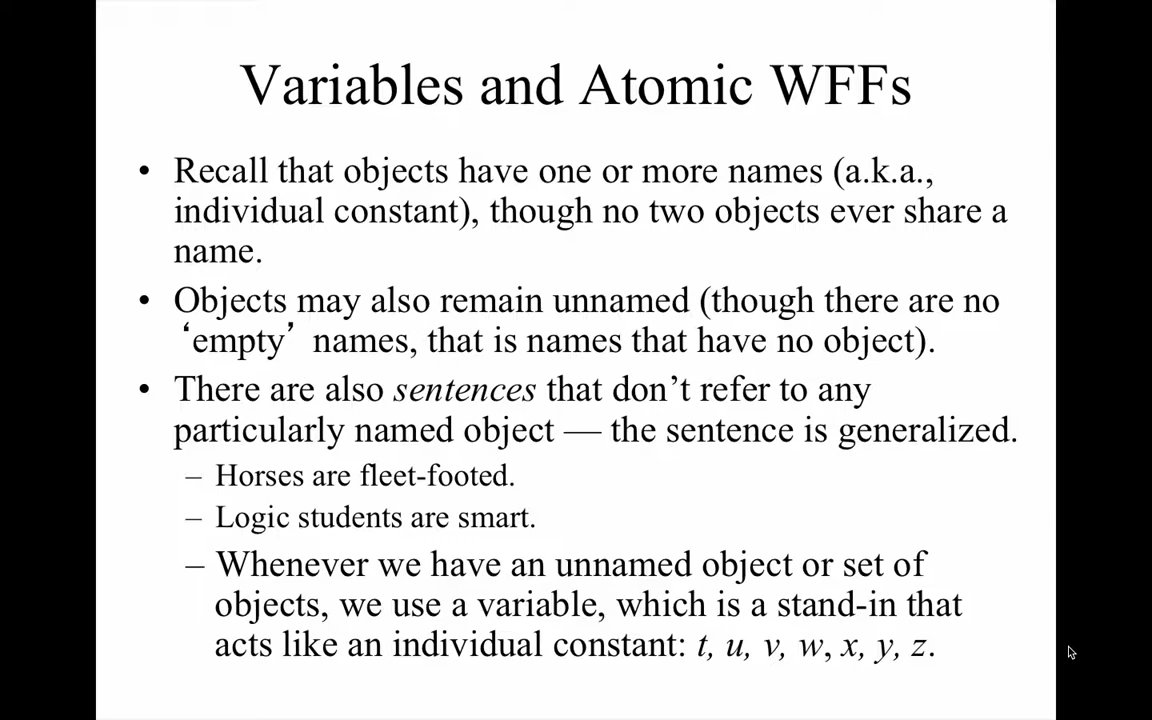 Variables and Atomic WFFs
• Recall that objects have one or more names (a.k.a.,
individual constant), though no two objects ever share a
name.
• Objects may also remain unnamed (though there are no
‘empty’ names, that is names that have no object).
• There are also sentences that don’t refer to any
particularly named object — the sentence is generalized.
– Horses are fleet-footed.
– Logic students are smart.
– Whenever we have an unnamed object or set of
objects, we use a variable, which is a stand-in that
acts like an individual constant: t, u, v, w, x, y, z.